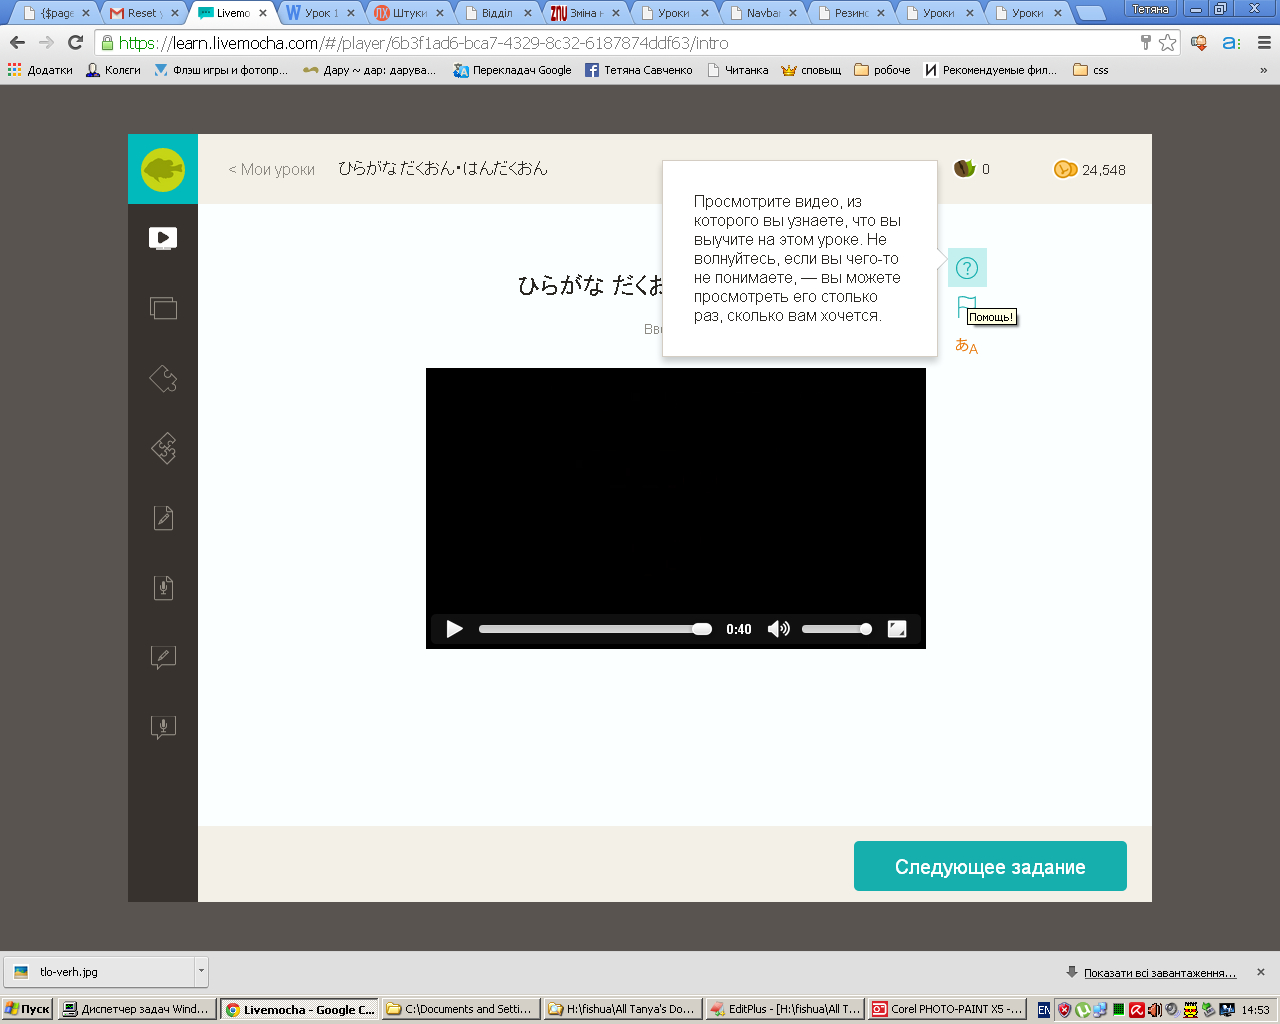 {$page
Reset
Livemo
Урок 1
Штуки
Відділ
Зміна н
Уроки
Navba
Резин
Уроки
Уроки
Тетяна
https://learn.livemocha.com/#/player/6b3f1ad6-bca7-4329-8c32-6187874ddf63/intro
Додатки
Колєги
Флэш игры и фотопр...
Дару ~ дар: дарува...
Перекладач Google
Тетяна Савченко
Читанка
сповыщ
робоче
Рекомендуемые фил...
css
»
< Мои уроки
ひらがな だくおん・はんだくおん
0
24,548
Просмотрите видео, из
которого вы узнаете, что вы
выучите на этом уроке. Не
волнуйтесь, если вы чего-то
не понимаете, — вы можете
просмотреть его столько
раз, сколько вам хочется.
ひらがな だくお
Вв
Помощь!
あA
0:40
Следующее задание
tlo-verh.jpg
Показати всі завантаження...
Пуск
Диспетчер задач Wind...
Livemocha - Google C...
C:\Documents and Setti...
H:\fishua\All Tanya's Do...
EditPlus - [H:\fishua\All T...
Corel PHOTO-PAINT X5 -...
EN
14:53